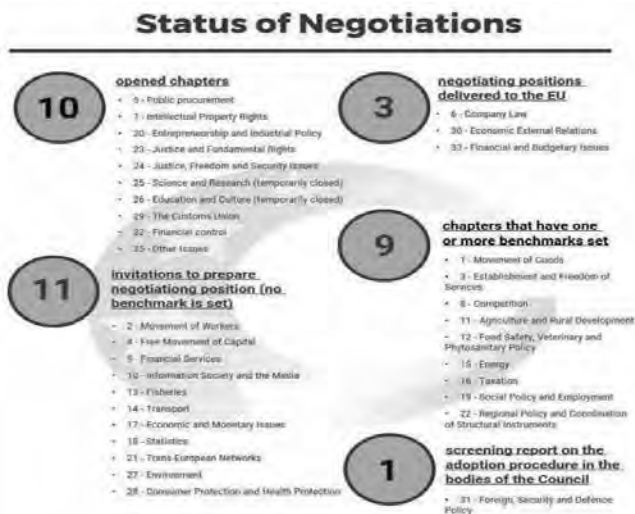 Status of Negotiations
10
opened chapters
- 5 - Public procurement
- 7 - Intellectual Property Rights
- 20 - Entrepreneurship and Industrial Policy
- 23 - Justice and Fundamental Rights
- 24 - Justice, Freedom and Security Issues
- 25 - Science and Research (temporarily closed)
- 26 - Education and Culture (temporarily closed)
- 29 - The Customs Union
- 32 - Financial control
- 35 - Other Issues
11
invitations to prepare
negotiationg position (no
benchmark is set)
- 2 - Movement of Workers
- 4 - Free Movement of Capital
- 9 - Financial Services
- 10 - Information Society and the Media
- 13 - Fisheries
- 14 - Transport
- 17 - Economic and Monetary Issues
- 18 - Statistics
- 21 - Trans-European Networks
- 27 - Environment
- 28 - Consumer Protection and Health Protection
3
negotiating positions
delivered to the EU
- 6 - Company Law
- 30 - Economic External Relations
- 33 - Financial and Budgetary Issues
9
chapters that have one
or more benchmarks set
- 1 - Movement of Goods
- 3 - Establishment and Freedom of
Services
- 8 - Competition
- 11 - Agriculture and Rural Development
- 12 - Food Safety, Veterinary and
Phytosanitary Policy
- 15 - Energy
- 16 - Taxation
- 19 - Social Policy and Employment
- 22 - Regional Policy and Coordination
of Structural Instruments
1
screening report on the
adoption procedure in the
bodies of the Council
- 31 - Foreign, Security and Defence
Policy